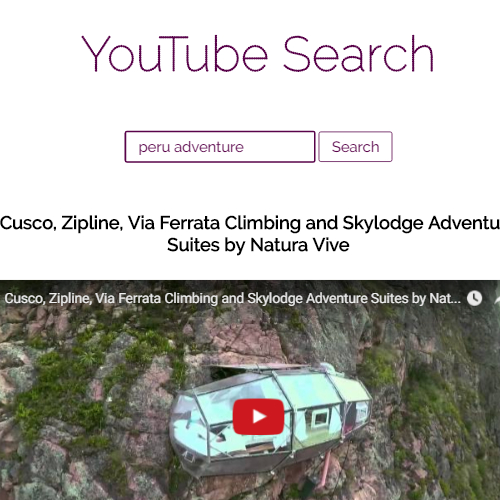 YouTube Search
peru adventure Search
Cusco, Zipline, Via Ferrata Climbing and Skylodge Adventu
Suites by Natura Vive
Cusco, Zipline, Via Ferrata Climbing and Skylodge Adventure Suites by Nat...